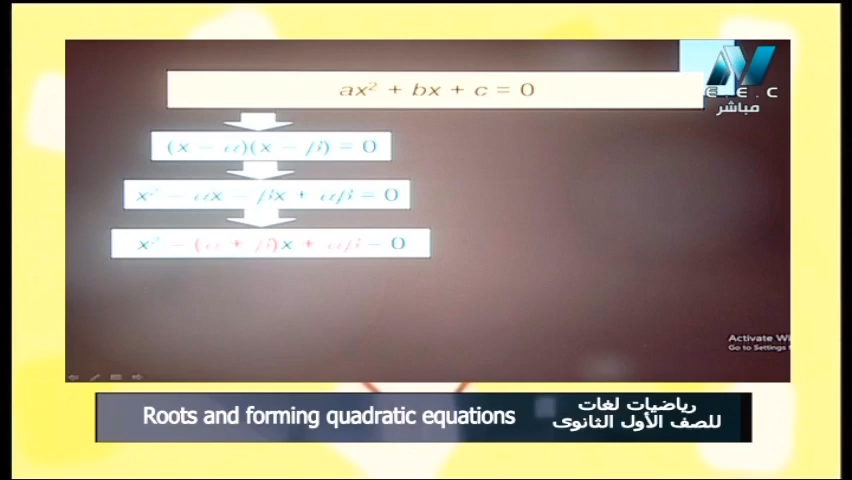 ax² + bx + c = 0
E . E . C
مباشر
(x − α)(x − β) = 0
x² − αx − βx + αβ = 0
x² − (α + β)x + αβ = 0
Activate Wi
Go to Settings
Roots and forming quadratic equations
رياضيات لغات
للصف الأول الثانوى